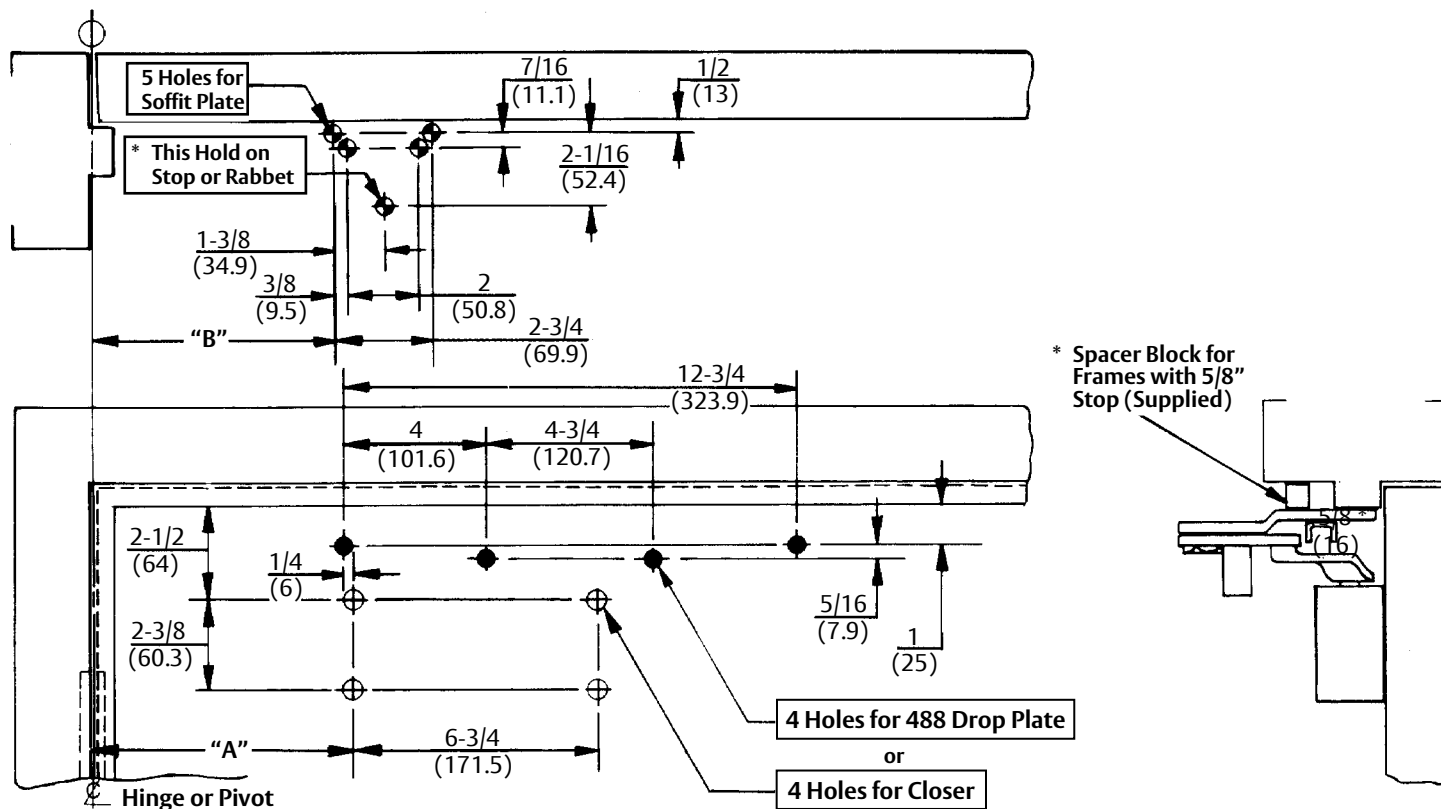 5 Holes for
Soffit Plate
* This Hold on
Stop or Rabbet
7/16
(11.1)
1/2
(13)
2-1/16
(52.4)
1-3/8
(34.9)
3/8
(9.5)
2
(50.8)
“B”
2-3/4
(69.9)
12-3/4
(323.9)
4
(101.6)
4-3/4
(120.7)
2-1/2
(64)
1/4
(6)
2-3/8
(60.3)
5/16
(7.9)
1
(25)
“A”
6-3/4
(171.5)
4 Holes for 488 Drop Plate
or
4 Holes for Closer
℄ Hinge or Pivot
* Spacer Block for
Frames with 5/8”
Stop (Supplied)
5/8 *
(16)